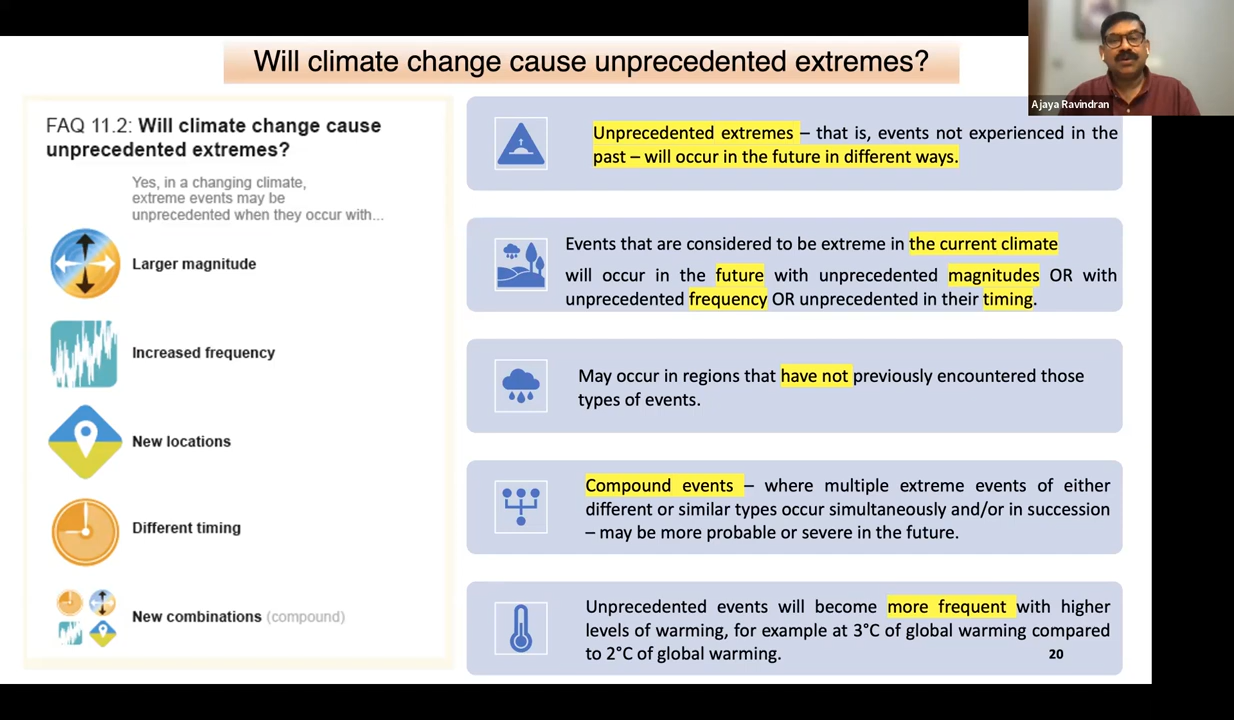 Will climate change cause unprecedented extremes?
Ajaya Ravindran
FAQ 11.2: Will climate change cause
unprecedented extremes?
Yes, in a changing climate,
extreme events may be
unprecedented when they occur with...
Larger magnitude
Increased frequency
New locations
Different timing
New combinations (compound)
Unprecedented extremes – that is, events not experienced in the
past – will occur in the future in different ways.
Events that are considered to be extreme in the current climate
will occur in the future with unprecedented magnitudes OR with
unprecedented frequency OR unprecedented in their timing.
May occur in regions that have not previously encountered those
types of events.
Compound events – where multiple extreme events of either
different or similar types occur simultaneously and/or in succession
– may be more probable or severe in the future.
Unprecedented events will become more frequent with higher
levels of warming, for example at 3°C of global warming compared
to 2°C of global warming.
20